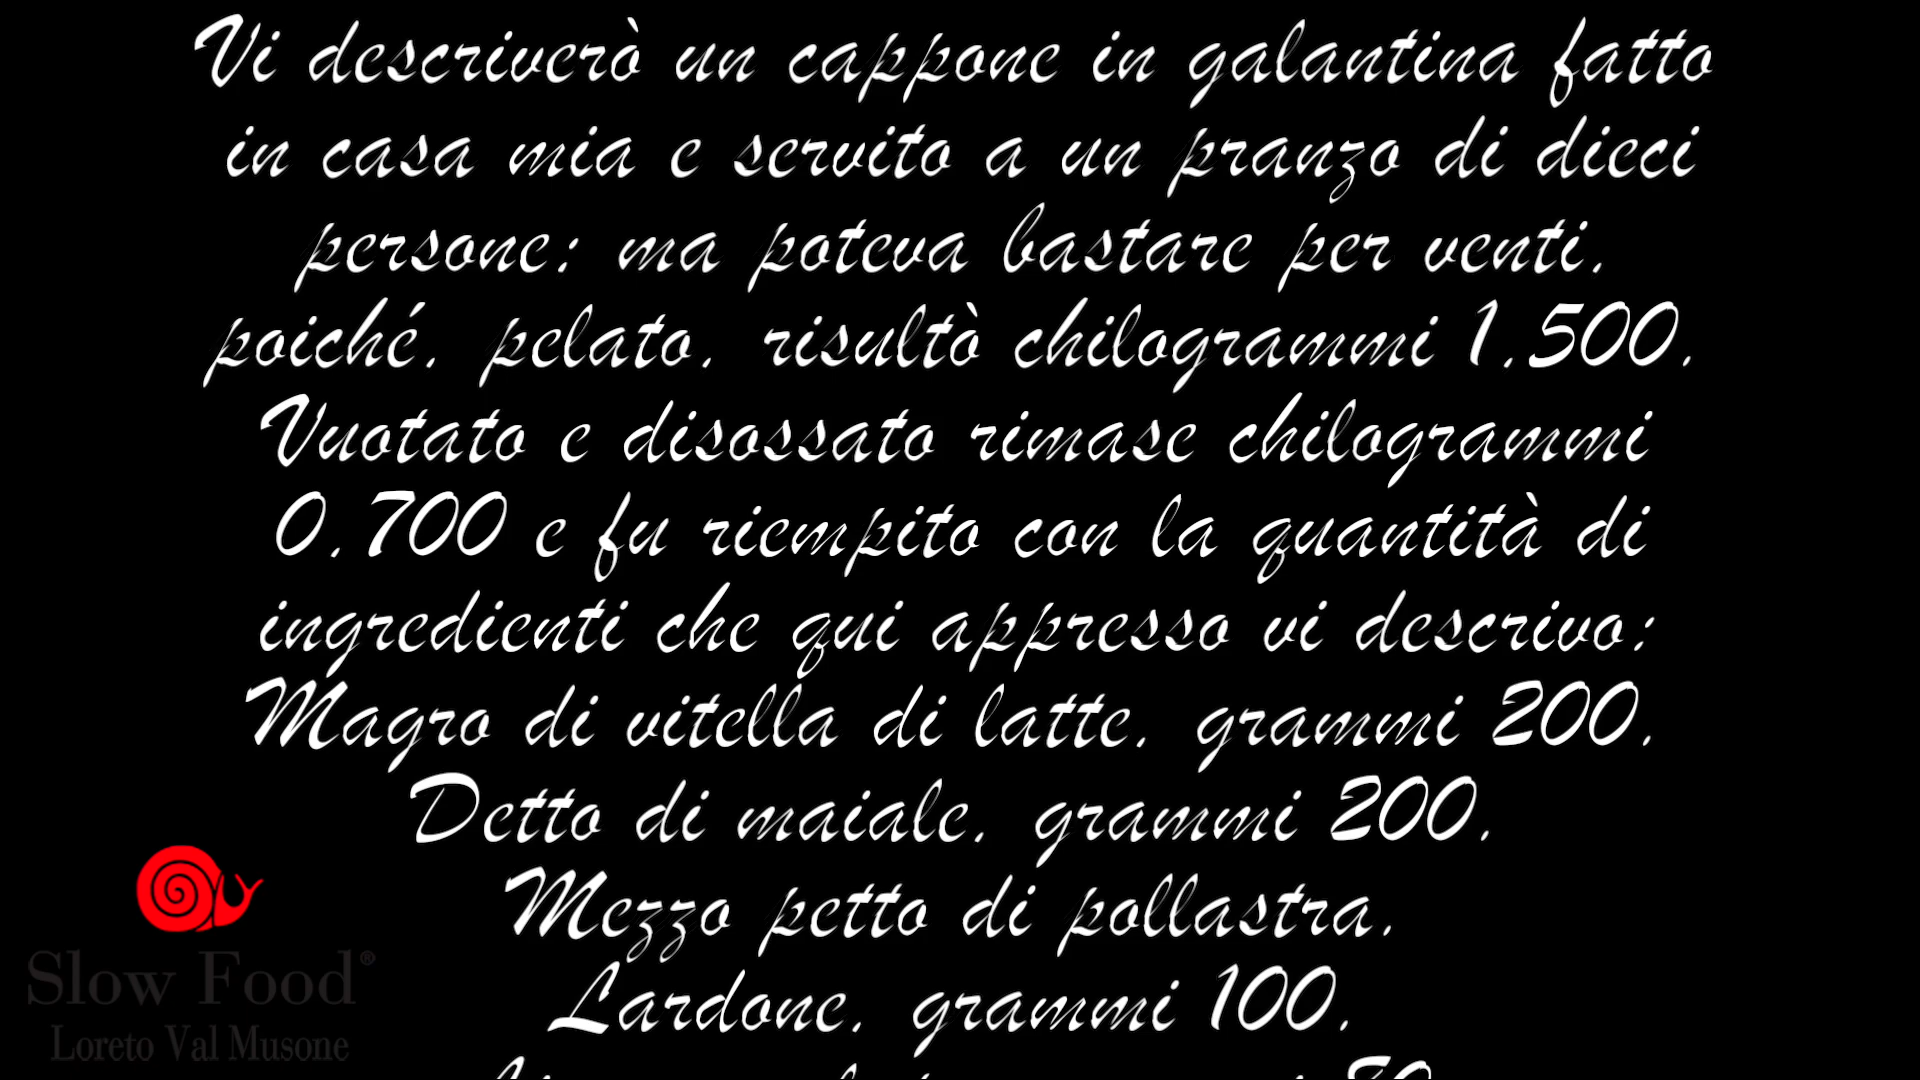 Vi descriverò un cappone in galantina fatto
in casa mia e servito a un pranzo di dieci
persone; ma poteva bastare per venti,
poiché, pelato, risultò chilogrammi 1,500.
Vuotato e disossato rimase chilogrammi
0,700 e fu riempito con la quantità di
ingredienti che qui appresso vi descrivo:
Magro di vitella di latte, grammi 200.
Detto di maiale, grammi 200.
Mezzo petto di pollastra.
Lardone, grammi 100.
Slow Food®
Loreto Val Musone